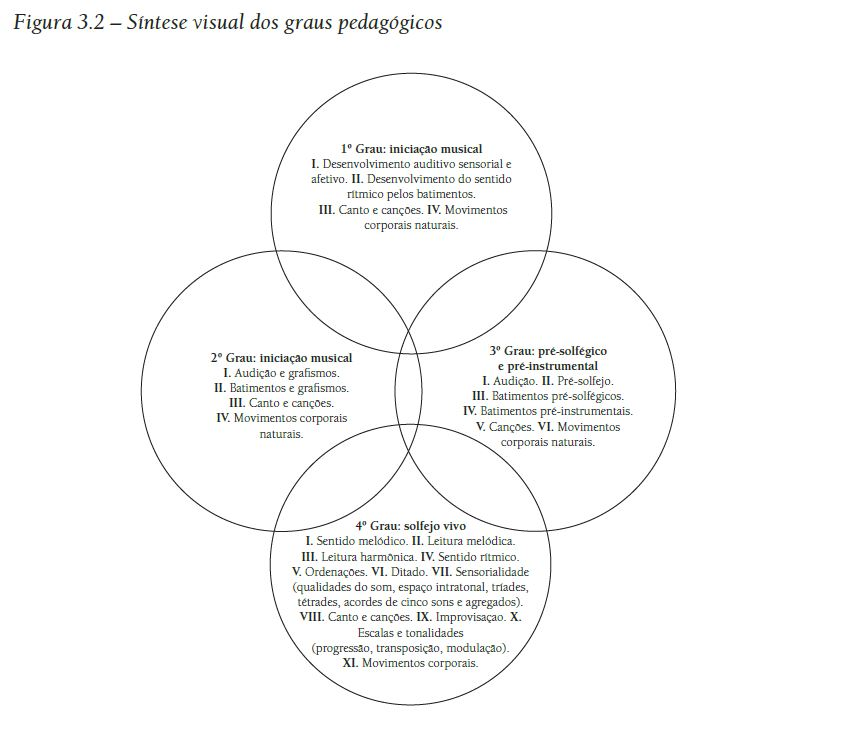 Figura 3.2 – Síntese visual dos graus pedagógicos
1º Grau: iniciação musical
I. Desenvolvimento auditivo sensorial e
afetivo. II. Desenvolvimento do sentido
rítmico pelos batimentos.
III. Canto e canções. IV. Movimentos
corporais naturais.
2º Grau: iniciação musical
I. Audição e grafismos.
II. Batimentos e grafismos.
III. Canto e canções.
IV. Movimentos corporais
naturais.
3º Grau: pré-solfégico
e pré-instrumental
I. Audição. II. Pré-solfejo.
III. Batimentos pré-solfégicos.
IV. Batimentos pré-instrumentais.
V. Canções. VI. Movimentos
corporais naturais.
4º Grau: solfejo vivo
I. Sentido melódico. II. Leitura melódica.
III. Leitura harmônica. IV. Sentido rítmico.
V. Ordenações. VI. Ditado. VII. Sensorialidade
(qualidades do som, espaço intratonal, tríades,
tétrades, acordes de cinco sons e agregados).
VIII. Canto e canções. IX. Improvisaçao. X.
Escalas e tonalidades
(progressão, transposição, modulação).
XI. Movimentos corporais.